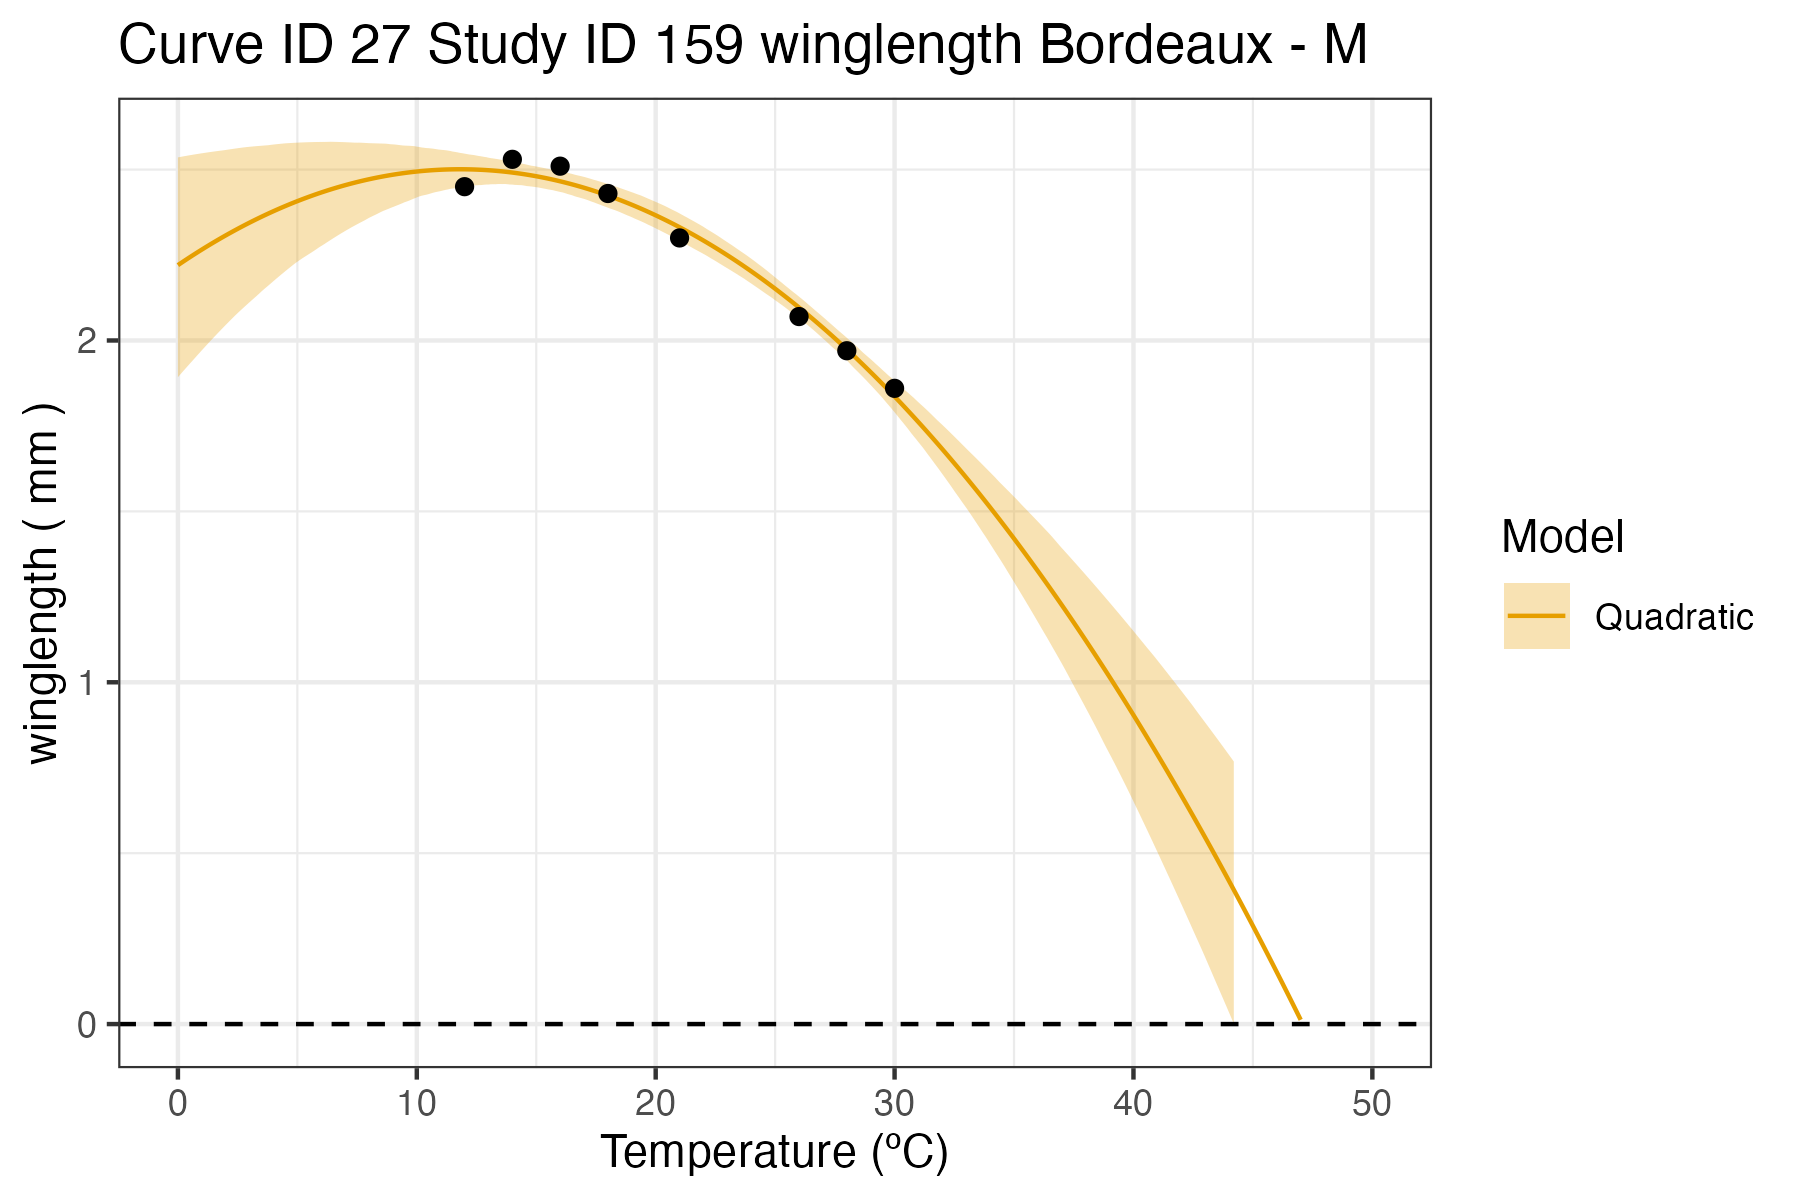 Curve ID 27 Study ID 159 winglength Bordeaux - M
winglength ( mm )
2
1
0
0 10 20 30 40 50
Temperature (ºC)
Model
Quadratic